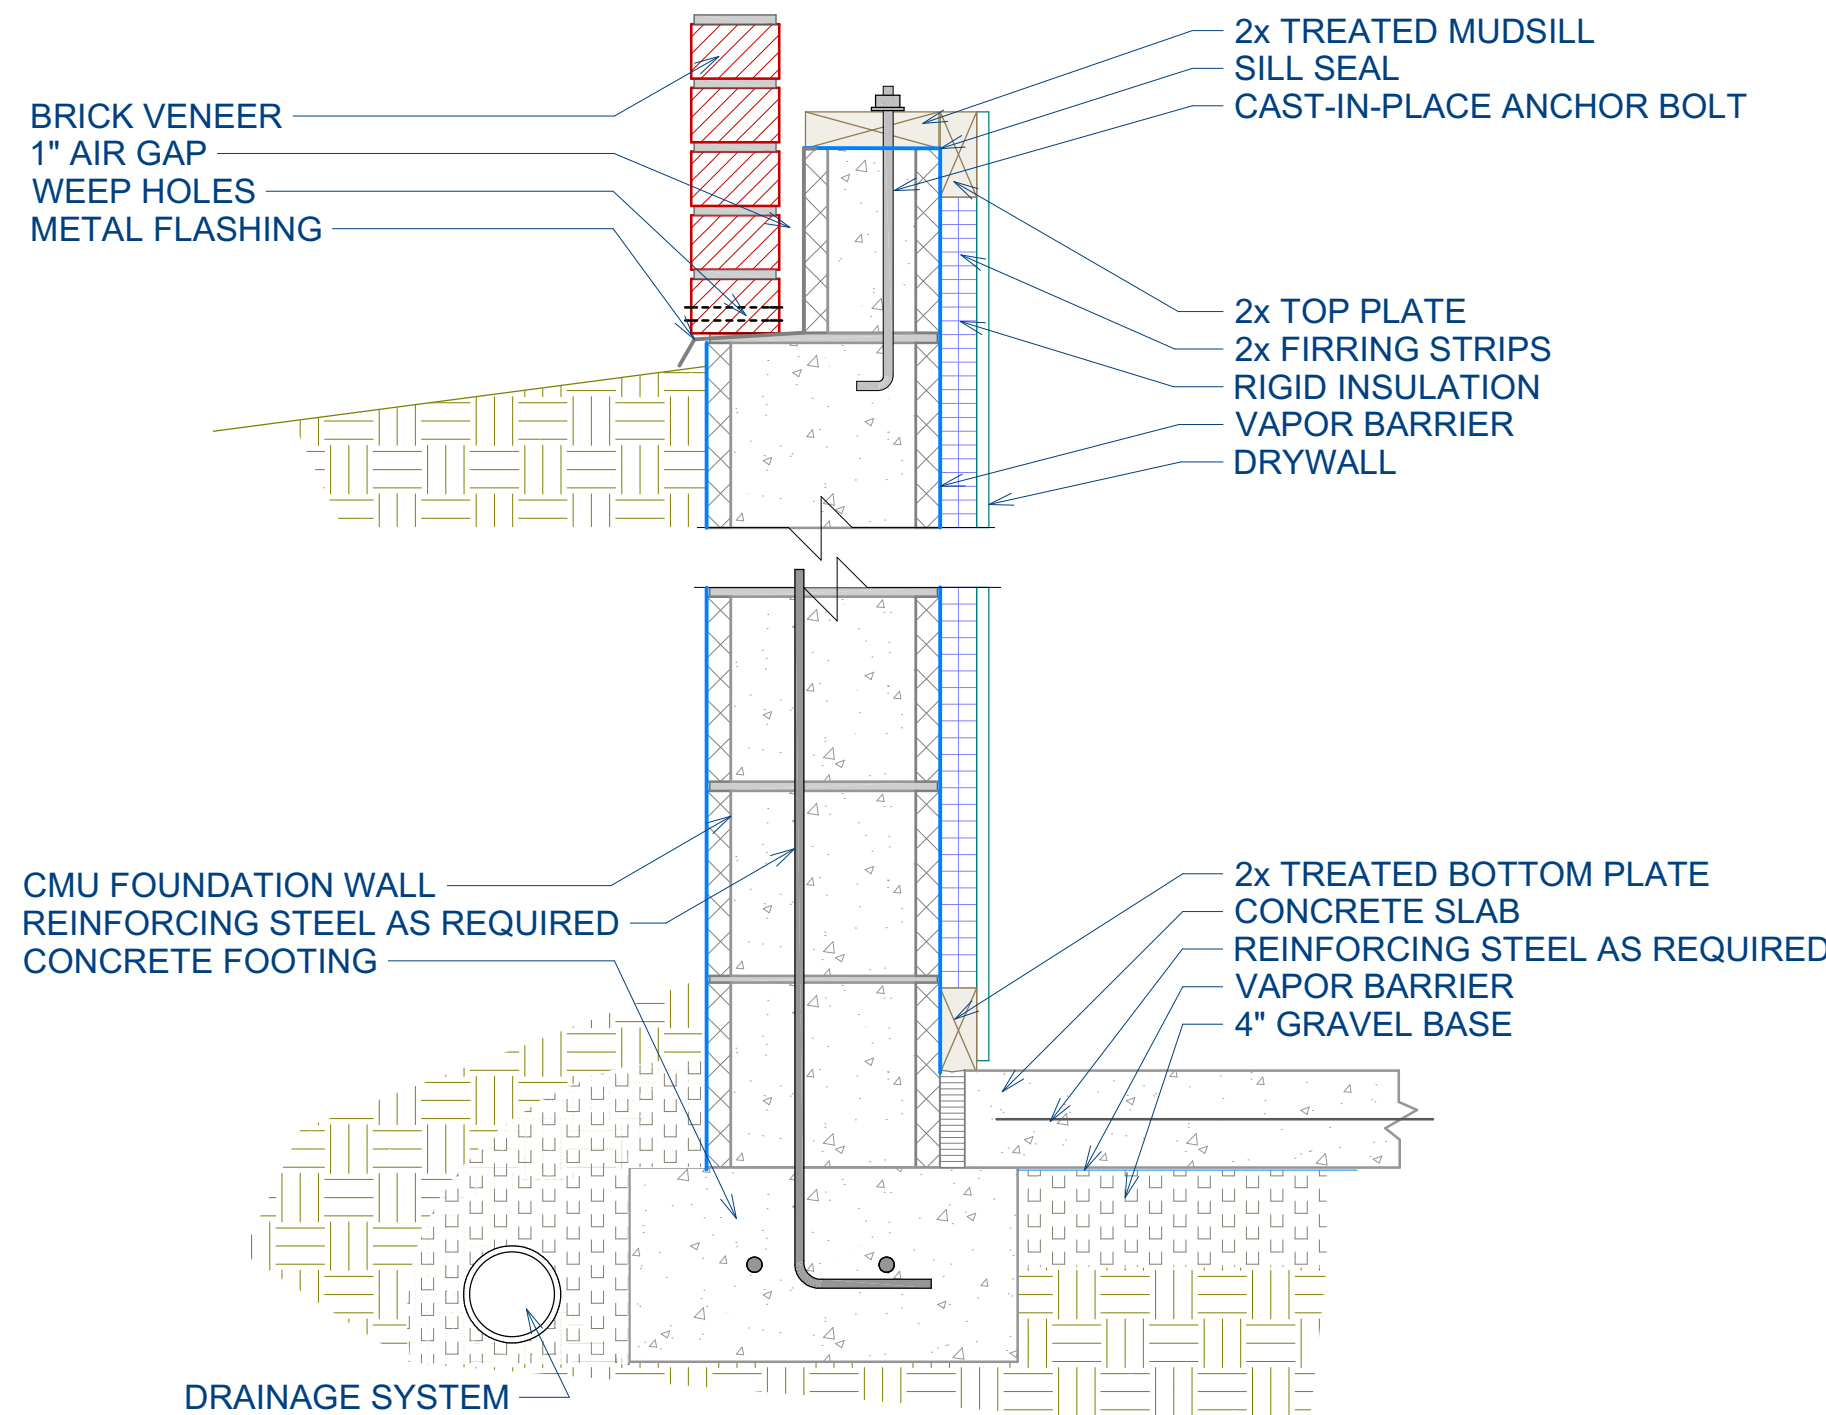 BRICK VENEER
1" AIR GAP
WEEP HOLES
METAL FLASHING
2x TREATED MUDSILL
SILL SEAL
CAST-IN-PLACE ANCHOR BOLT
2x TOP PLATE
2x FIRRING STRIPS
RIGID INSULATION
VAPOR BARRIER
DRYWALL
CMU FOUNDATION WALL
REINFORCING STEEL AS REQUIRED
CONCRETE FOOTING
2x TREATED BOTTOM PLATE
CONCRETE SLAB
REINFORCING STEEL AS REQUIRED
VAPOR BARRIER
4" GRAVEL BASE
DRAINAGE SYSTEM